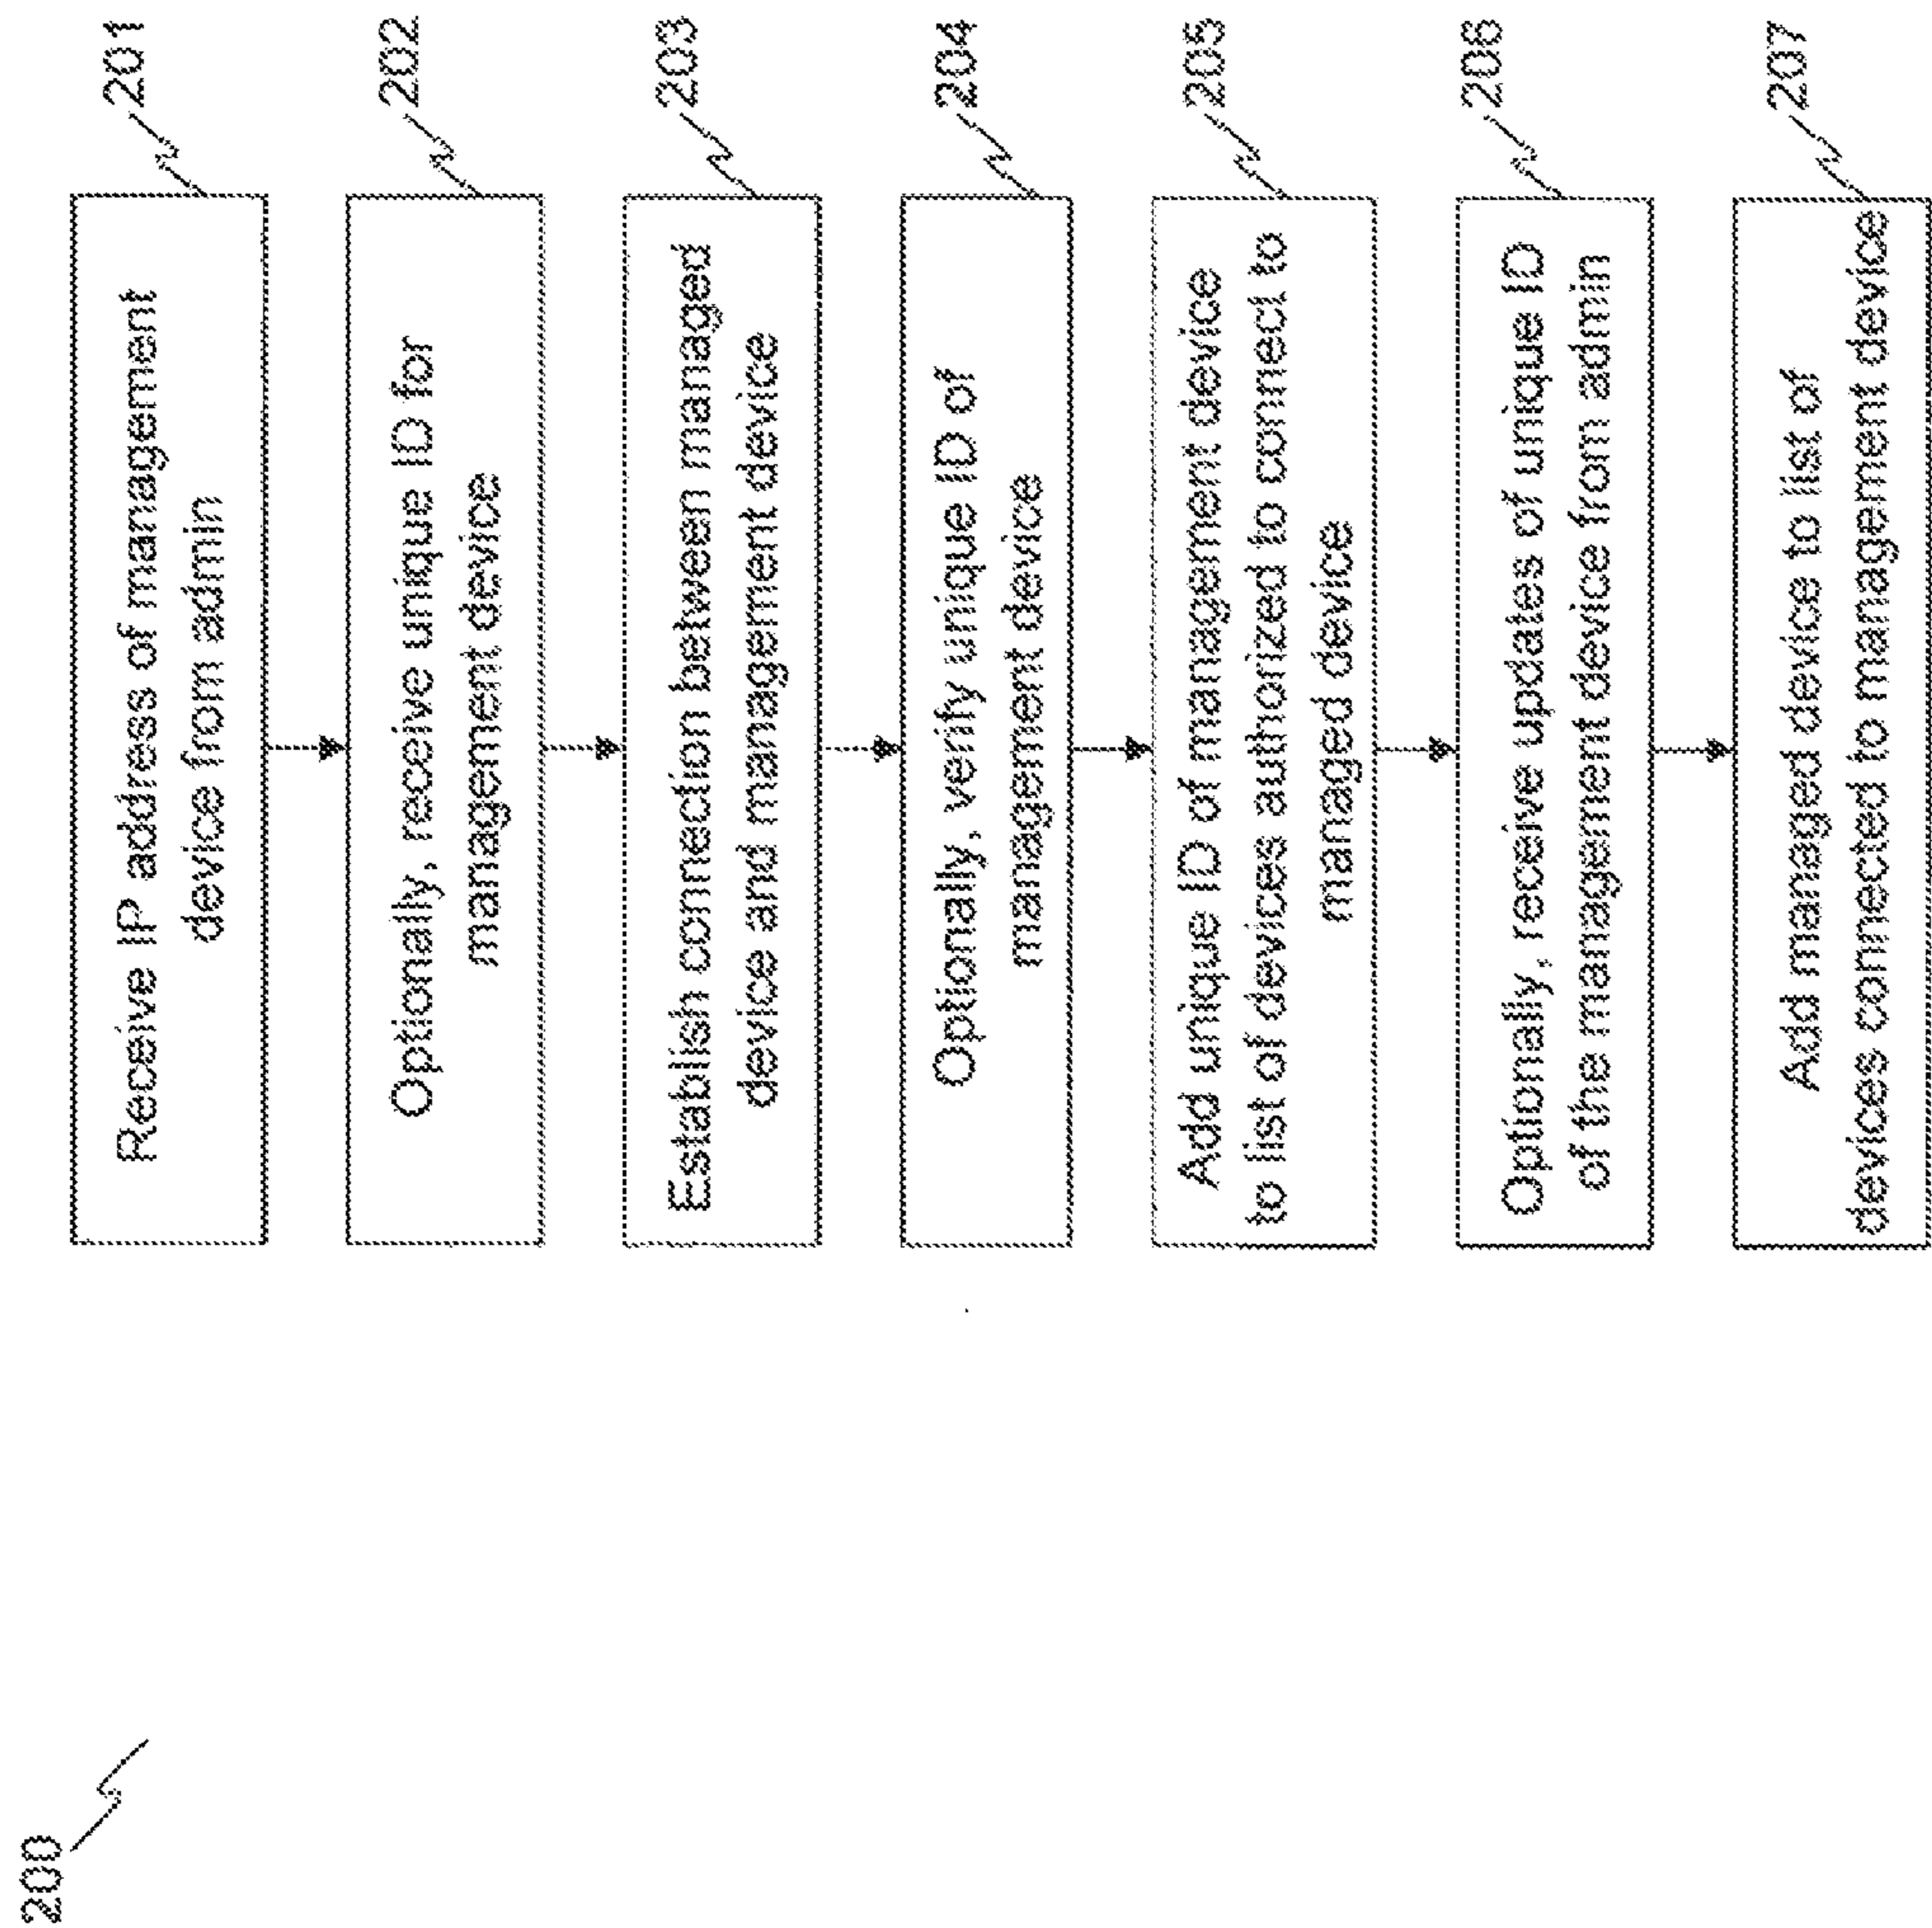 200
Receive IP address of management
device from admin
201
Optionally, receive unique ID for
management device
202
Establish connection between managed
device and management device
203
Optionally, verify unique ID of
management device
204
Add unique ID of management device
to list of devices authorized to connect to
managed device
205
Optionally, receive updates of unique ID
of the management device from admin
206
Add managed device to list of
devices connected to management device
207